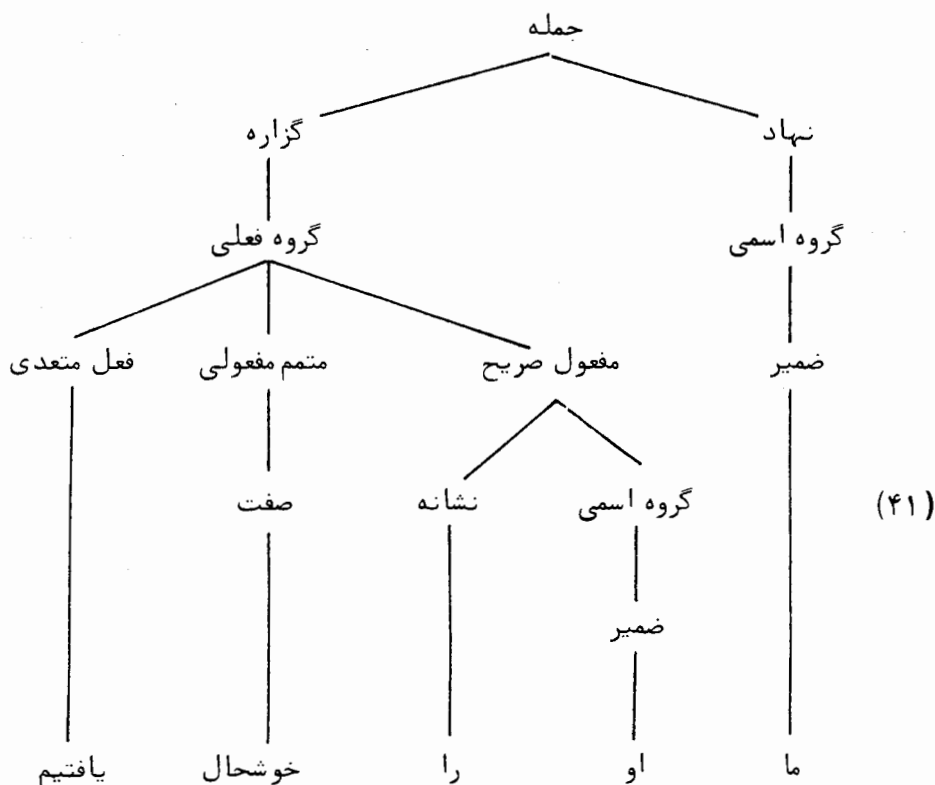 جمله
نهاد گزاره
گروه اسمی گروه فعلی
ضمیر مفعول صریح متمم مفعولی فعل متعدی
(۴۱) گروه اسمی نشانه صفت
ضمیر
ما او را خوشحال یافتیم